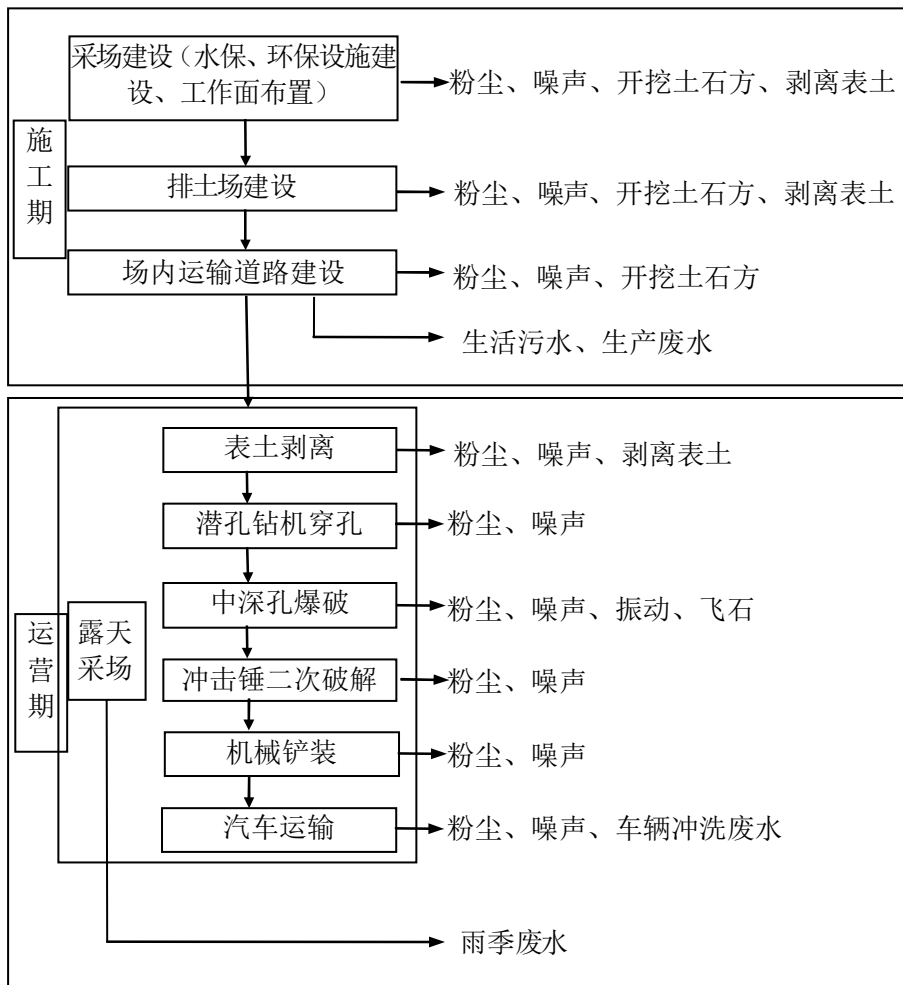 采场建设（水保、环保设施建
设、工作面布置）
粉尘、噪声、开挖土石方、剥离表土
施
工
期
排土场建设
粉尘、噪声、开挖土石方、剥离表土
场内运输道路建设
粉尘、噪声、开挖土石方
生活污水、生产废水
表土剥离
粉尘、噪声、剥离表土
潜孔钻机穿孔
粉尘、噪声
中深孔爆破
粉尘、噪声、振动、飞石
运
营
期
露天
采场
冲击锤二次破解
粉尘、噪声
机械铲装
粉尘、噪声
汽车运输
粉尘、噪声、车辆冲洗废水
雨季废水